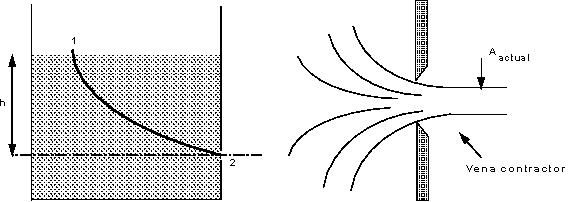 1
h
2
A actual
Vena contractor